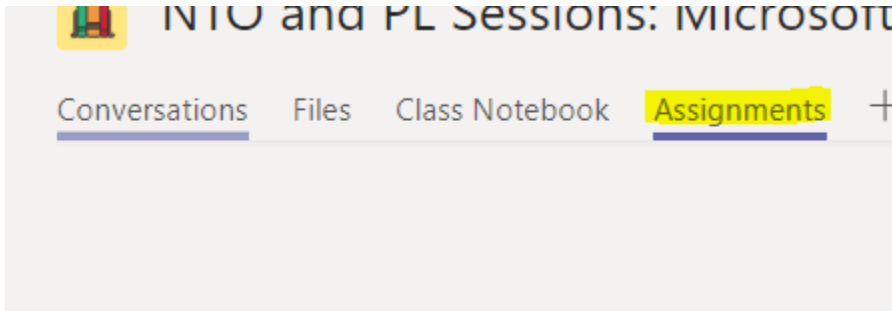 NTO and PL Sessions: Microsoft
Conversations Files Class Notebook Assignments +